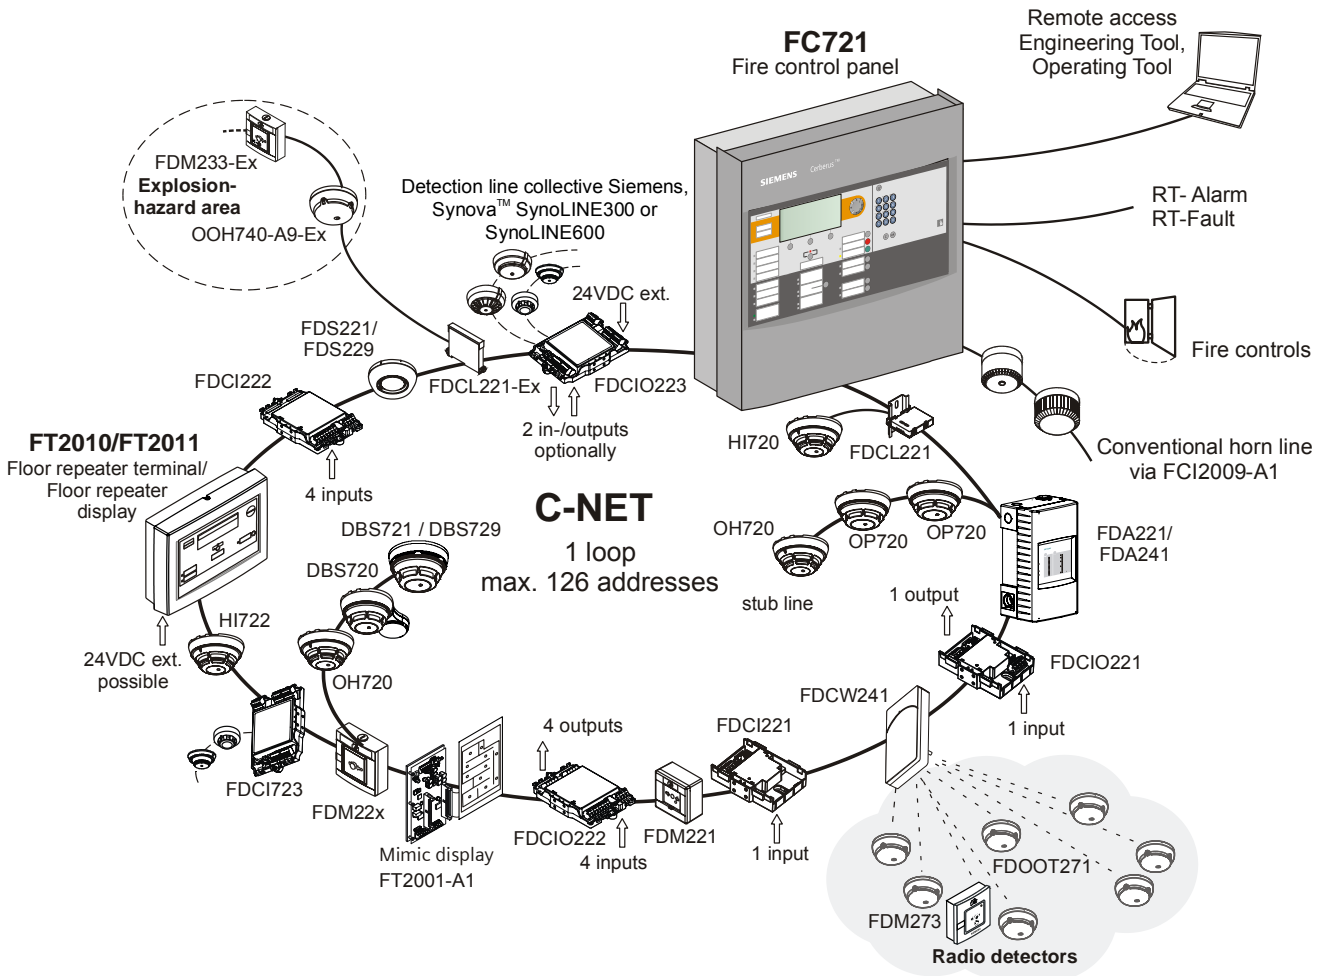 FC721
Fire control panel
Remote access
Engineering Tool,
Operating Tool
SIEMENS
Cerberus™
RT- Alarm
RT-Fault
FDM233-Ex
Explosion-
hazard area
OOH740-A9-Ex
Detection line collective Siemens,
Synova™ SynoLINE300 or
SynoLINE600
24VDC ext.
FDS221/
FDS229
FDCI222
FDCL221-Ex
FDCIO223
2 in-/outputs
optionally
Fire controls
HI720
FDCL221
Conventional horn line
via FCI2009-A1
FT2010/FT2011
Floor repeater terminal/
Floor repeater
display
4 inputs
C-NET
1 loop
max. 126 addresses
DBS721 / DBS729
DBS720
OH720
OP720
OP720
stub line
FDA221/
FDA241
1 output
FDCIO221
1 input
HI722
24VDC ext.
possible
OH720
FDCW241
FDCI723
FDM22x
Mimic display
FT2001-A1
4 outputs
FDCIO222
4 inputs
FDM221
FDCI221
1 input
FDOOT271
FDM273
Radio detectors